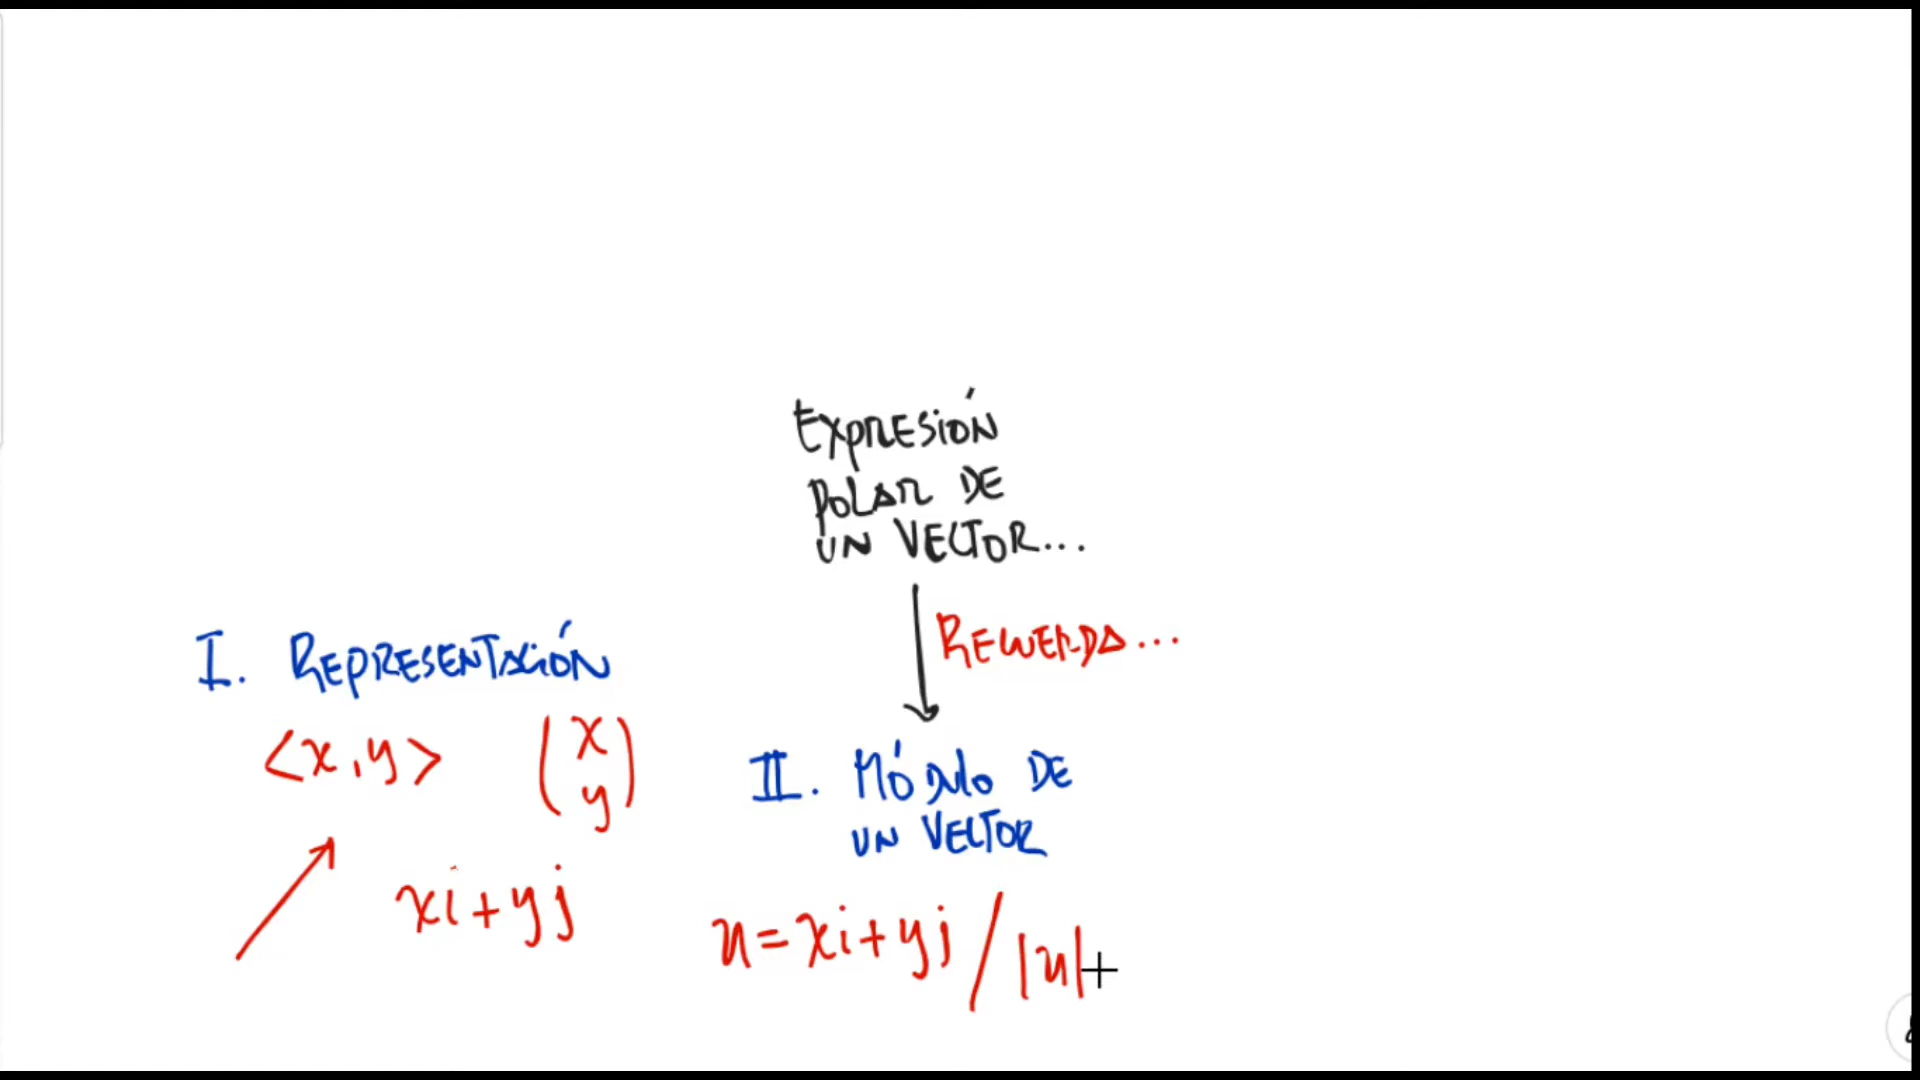 Expresión
polar de
un vector...
Recuerda...
I. Representación
<x,y> (x
y)
xi+yj
II. Módulo de
un vector
u=xi+yj / |u|